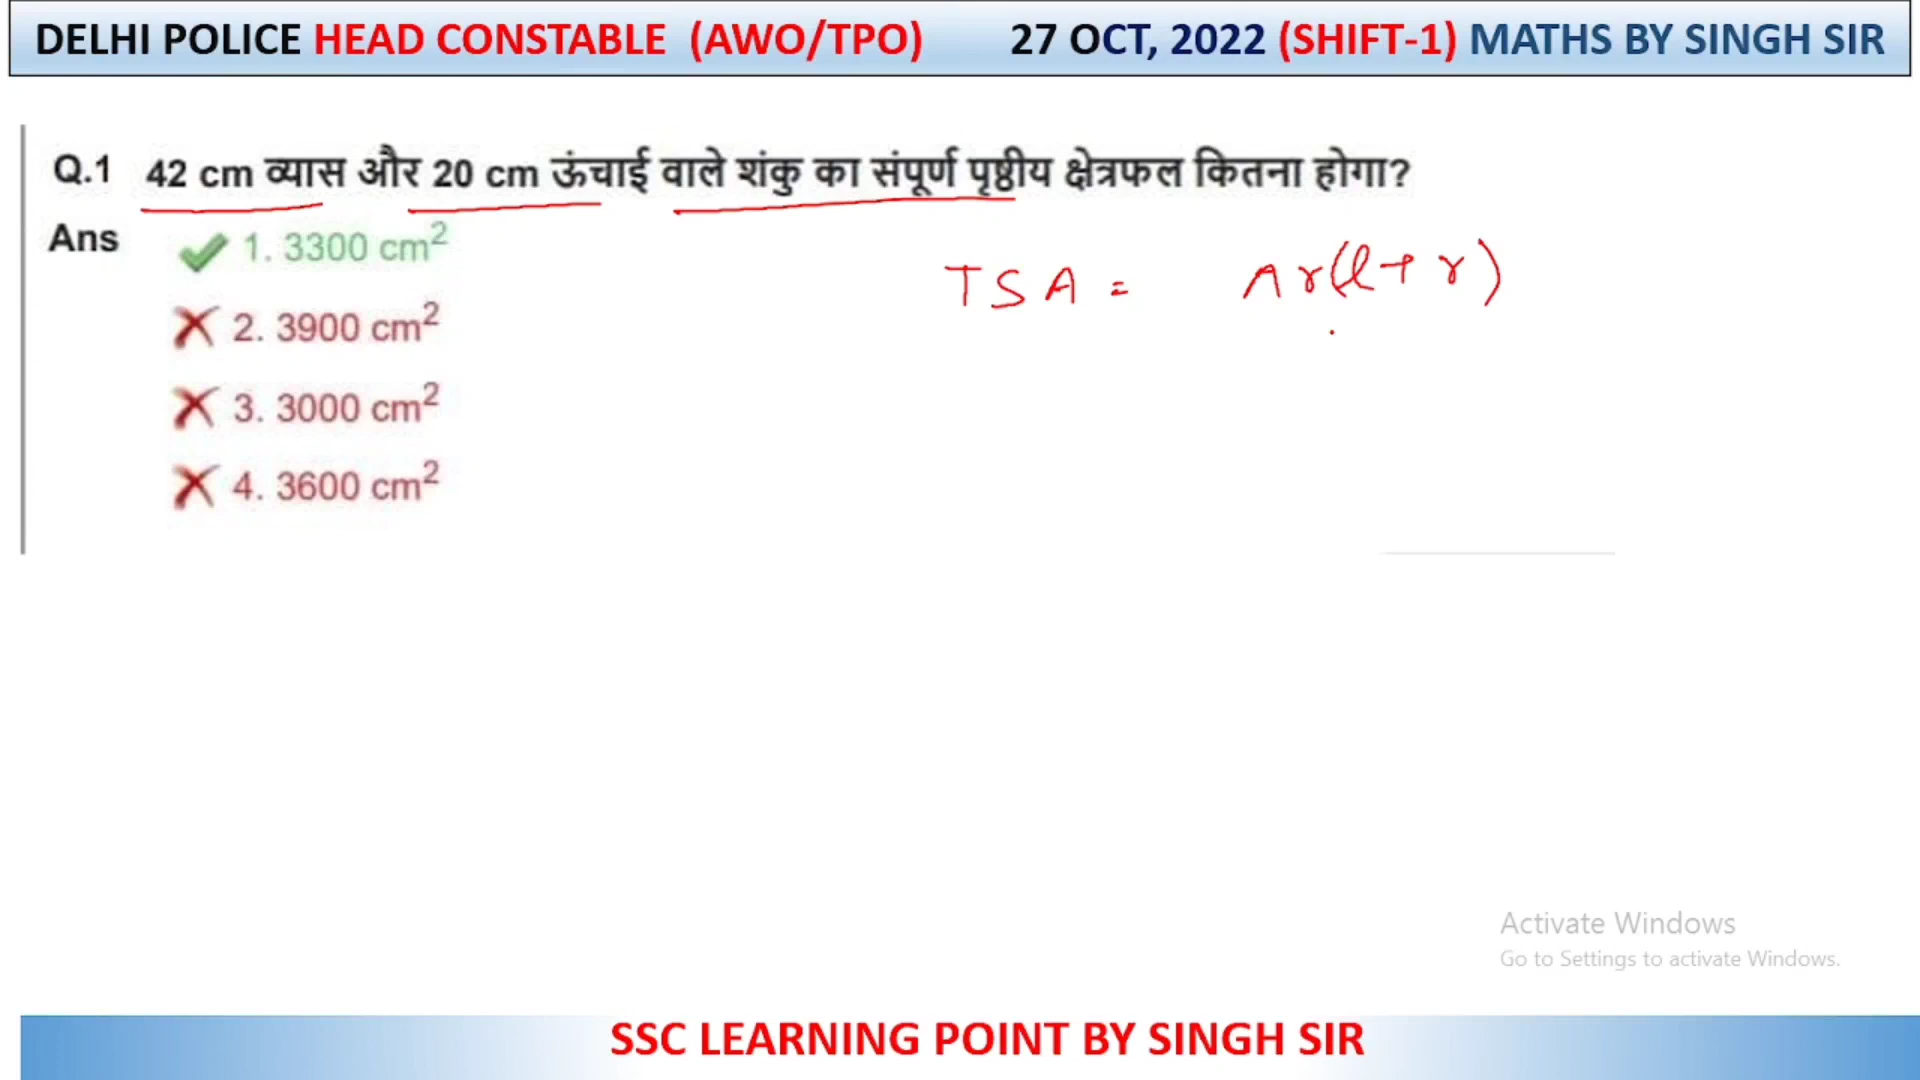 DELHI POLICE HEAD CONSTABLE (AWO/TPO) 27 OCT, 2022 (SHIFT-1) MATHS BY SINGH SIR
Q.1 42 cm व्यास और 20 cm ऊंचाई वाले शंकु का संपूर्ण पृष्ठीय क्षेत्रफल कितना होगा?
Ans 1. 3300 cm²
TSA = πr(l+r)
2. 3900 cm²
3. 3000 cm²
4. 3600 cm²
Activate Windows
Go to Settings to activate Windows.
SSC LEARNING POINT BY SINGH SIR